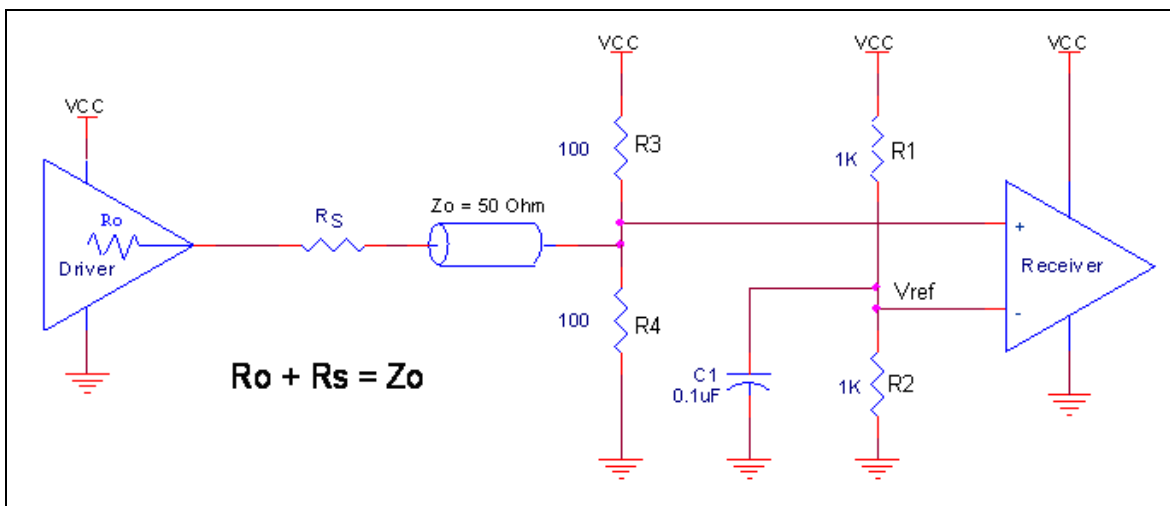 VCC
VCC
VCC
VCC
100
R3
1K
R1
Ro
Driver
RS
Zo = 50 Ohm
+
Receiver
Vref
-
100
R4
Ro + Rs = Zo
C1
0.1uF
1K
R2